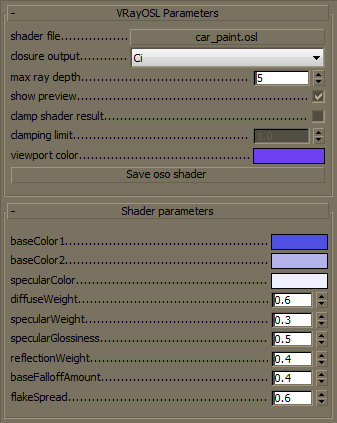 - VRayOSL Parameters
shader file................... car_paint.osl
closure output.......... Ci
max ray depth............................................ 5
show preview.........................................................
clamp shader result...............................................
clamping limit............................................ 1.0
viewport color............................................
Save oso shader
- Shader parameters
baseColor1..................................................
baseColor2..................................................
specularColor..............................................
diffuseWeight............................................... 0.6
specularWeight............................................. 0.3
specularGlossiness...................................... 0.5
reflectionWeight.......................................... 0.4
baseFalloffAmount....................................... 0.4
flakeSpread................................................. 0.6